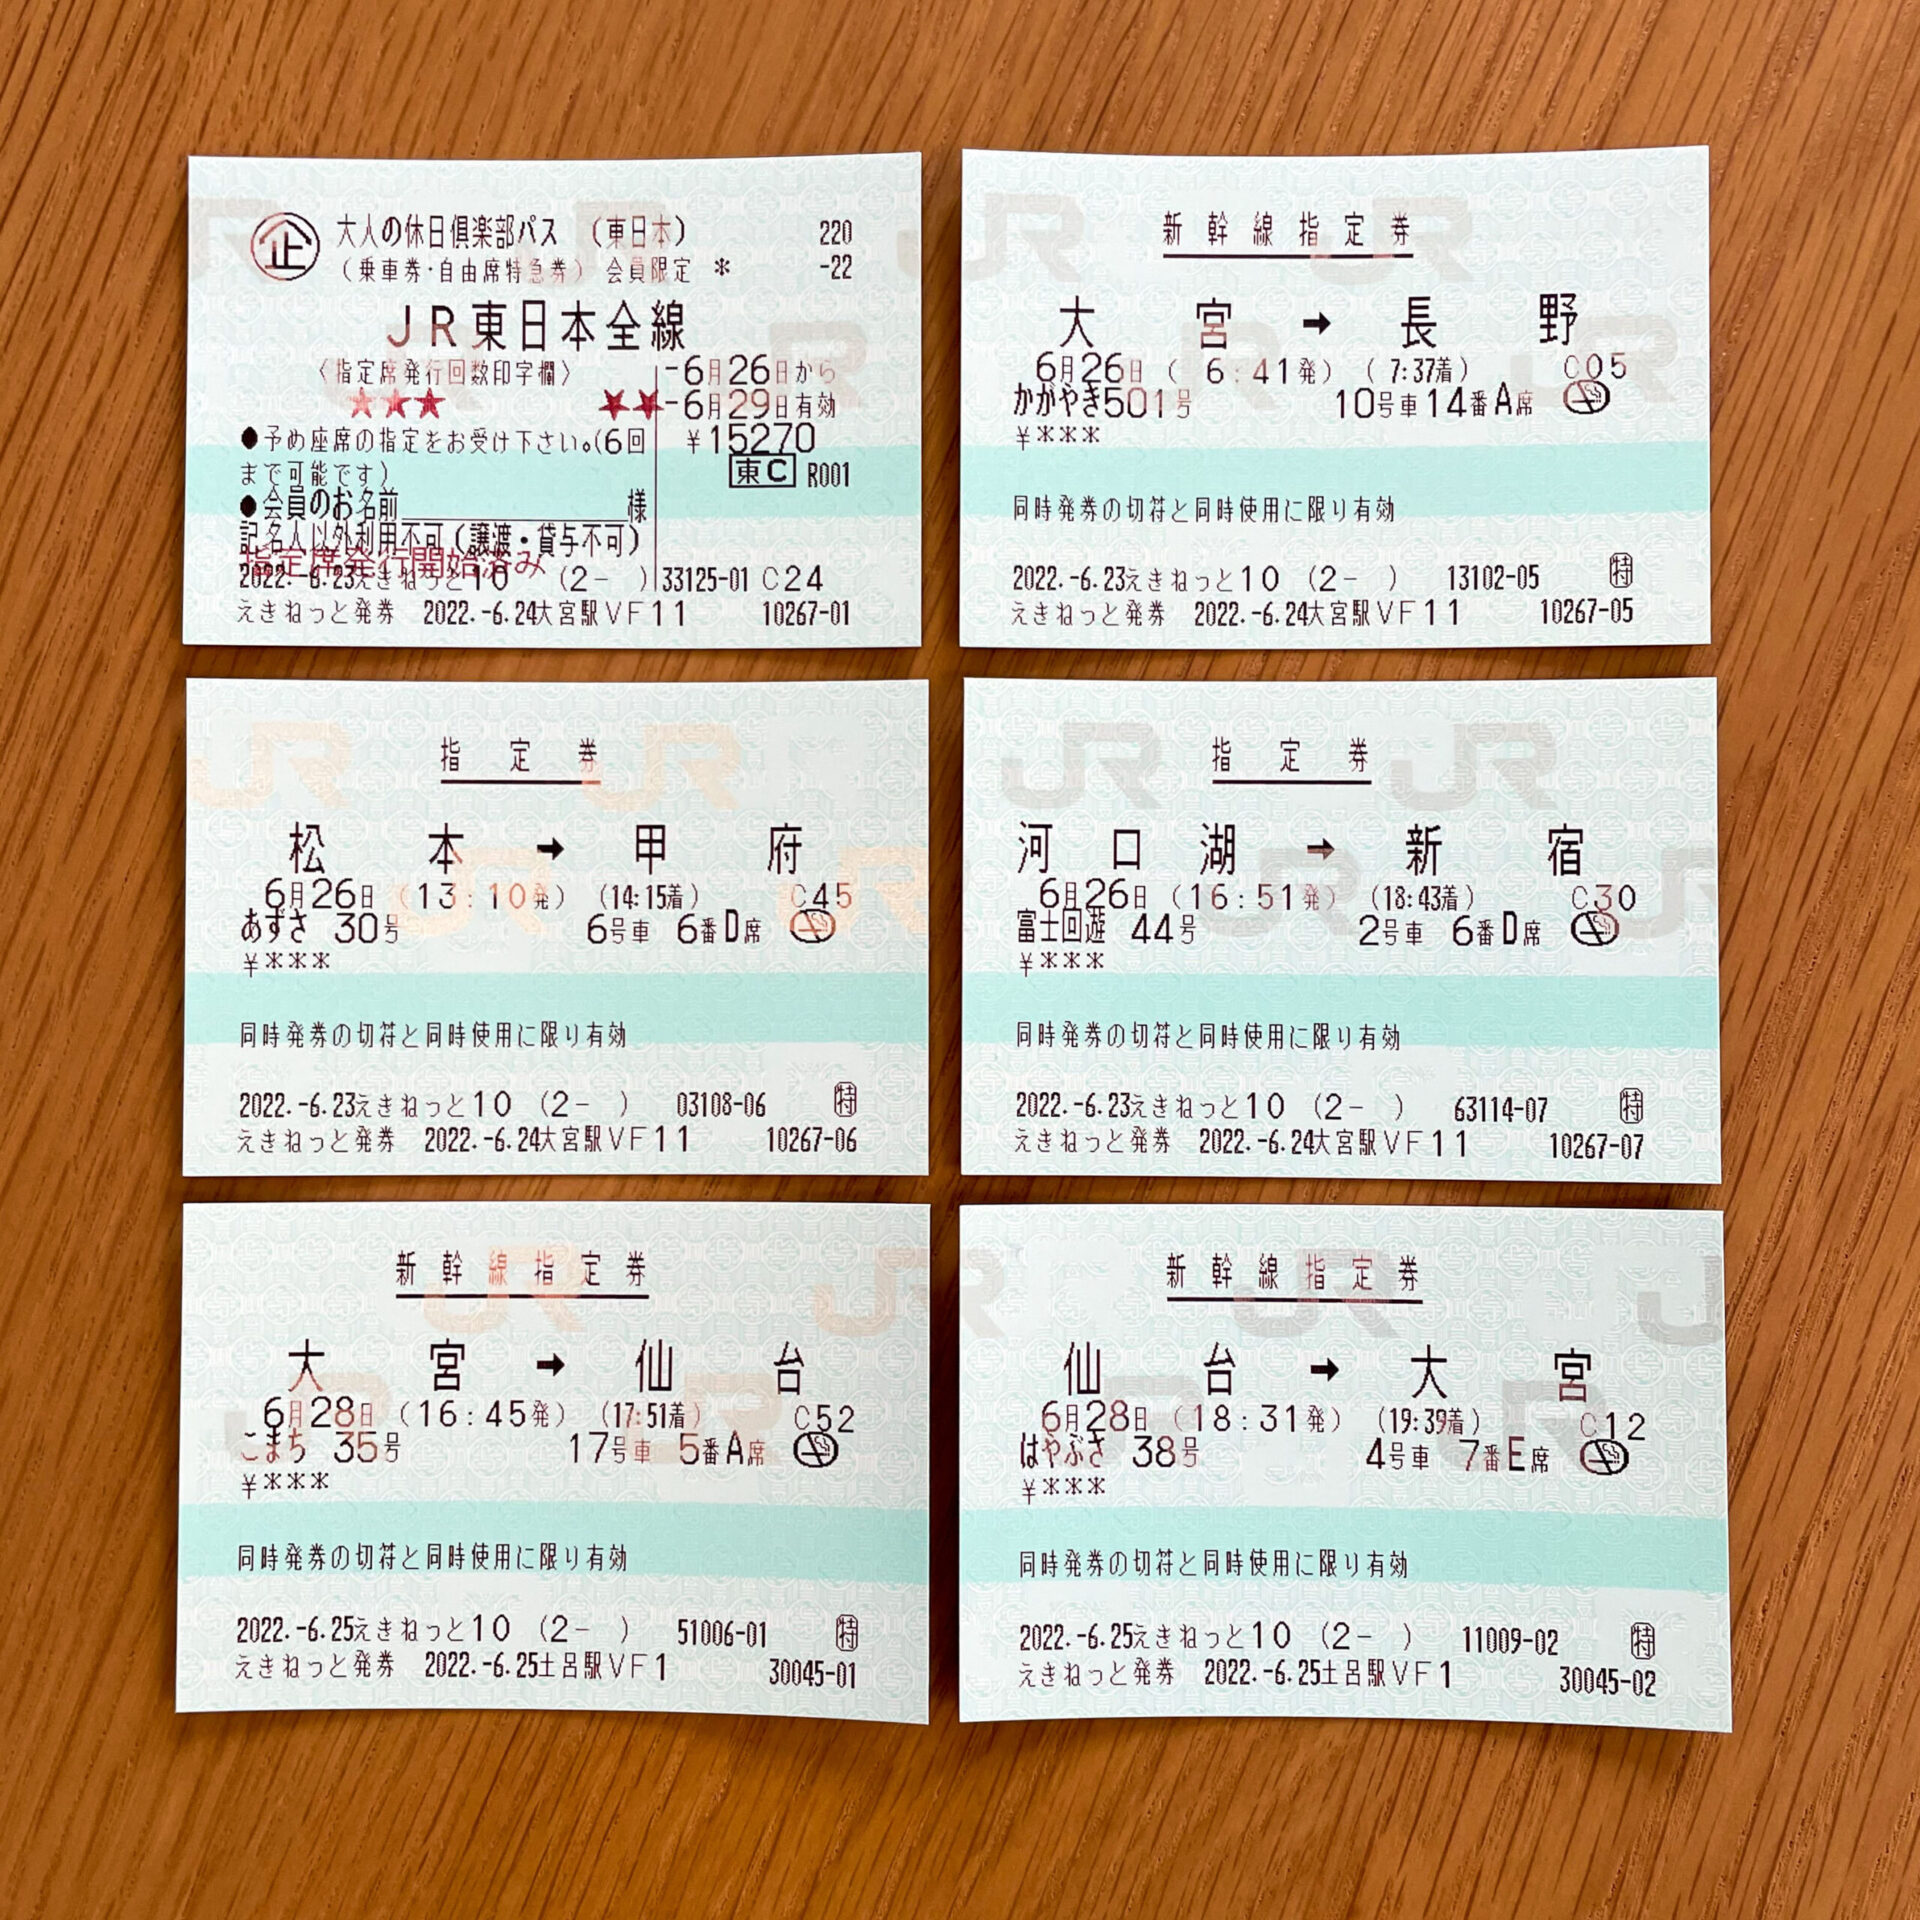 企 大人の休日倶楽部パス (東日本) 220
(乗車券・自由席特急券) 会員限定 * -22
JR東日本全線
〈指定席発行回数印字欄〉 -6月26日から
★★★ ★★ -6月29日有効
●予め座席の指定をお受け下さい。(6回 ¥15270
まで可能です) 東C R001
●会員のお名前 様
記名人以外利用不可(譲渡・貸与不可)
指定席発行開始済み
2022.-6.23えきねっと10 (2- ) 33125-01 C24
えきねっと発券 2022.-6.24大宮駅VF11 10267-01
新幹線指定券
大宮➡長野
6月26日 ( 6:41発) ( 7:37着) C05
かがやき501号 10号車14番A席
¥***
同時発券の切符と同時使用に限り有効
2022.-6.23えきねっと10 (2- ) 13102-05 特
えきねっと発券 2022.-6.24大宮駅VF11 10267-05
指定券
松本➡甲府
6月26日 (13:10発) (14:15着) C45
あずさ 30号 6号車 6番D席
¥***
同時発券の切符と同時使用に限り有効
2022.-6.23えきねっと10 (2- ) 03108-06 特
えきねっと発券 2022.-6.24大宮駅VF11 10267-06
指定券
河口湖➡新宿
6月26日 (16:51発) (18:43着) C30
富士回遊 44号 2号車 6番D席
¥***
同時発券の切符と同時使用に限り有効
2022.-6.23えきねっと10 (2- ) 63114-07 特
えきねっと発券 2022.-6.24大宮駅VF11 10267-07
新幹線指定券
大宮➡仙台
6月28日 (16:45発) (17:51着) C52
こまち 35号 17号車 5番A席
¥***
同時発券の切符と同時使用に限り有効
2022.-6.25えきねっと10 (2- ) 51006-01 特
えきねっと発券 2022.-6.25土呂駅VF1 30045-01
新幹線指定券
仙台➡大宮
6月28日 (18:31発) (19:39着) C12
はやぶさ 38号 4号車 7番E席
¥***
同時発券の切符と同時使用に限り有効
2022.-6.25えきねっと10 (2- ) 11009-02 特
えきねっと発券 2022.-6.25土呂駅VF1 30045-02